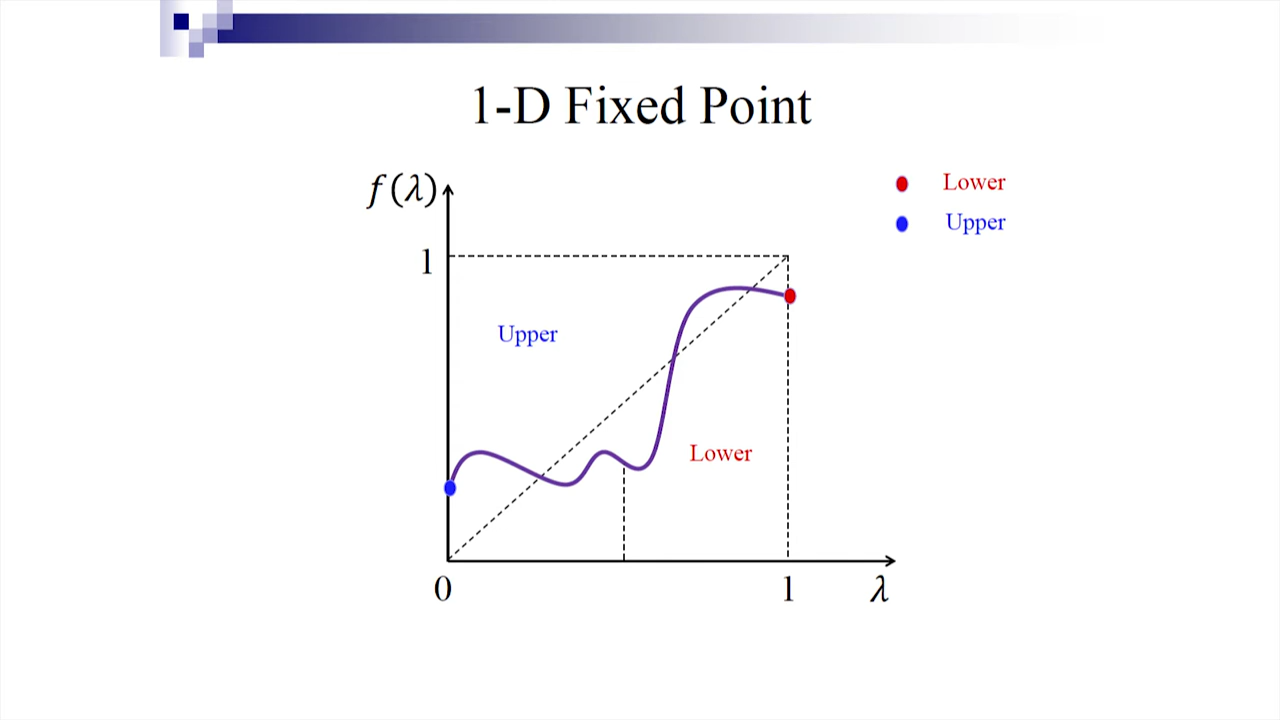 1-D Fixed Point
f(λ)
Lower
Upper
1
Upper
Lower
0
1
λ